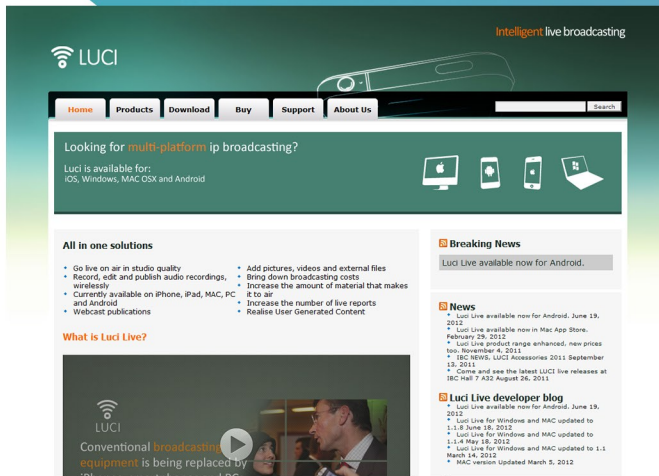 Intelligent live broadcasting
LUCI
Home Products Download Buy Support About Us
Search
Looking for multi-platform ip broadcasting?
Luci is available for:
iOS, Windows, MAC OSX and Android
All in one solutions
Go live on air in studio quality
Record, edit and publish audio recordings,
wirelessly
Currently available on iPhone, iPad, MAC, PC
and Android
Webcast publications
Add pictures, videos and external files
Bring down broadcasting costs
Increase the amount of material that makes
it to air
Increase the number of live reports
Realise User Generated Content
What is Luci Live?
LUCI
Conventional broadcasting
equipment is being replaced by
Breaking News
Luci Live available now for Android.
News
Luci Live available now for Android. June 19,
2012
Luci Live available now in Mac App Store.
February 29, 2012
Luci Live product range enhanced, new prices
too. November 4, 2011
IBC NEWS, LUCI Accessories 2011 September
13, 2011
Come and see the latest LUCI live releases at
IBC Hall 7 A32 August 26, 2011
Luci Live developer blog
Luci Live available now for Android. June 19,
2012
Luci Live for Windows and MAC updated to
1.1.8 June 18, 2012
Luci Live for Windows and MAC updated to
1.1.4 May 18, 2012
Luci Live for Windows and MAC updated to 1.1
March 14, 2012
MAC version Updated March 5, 2012